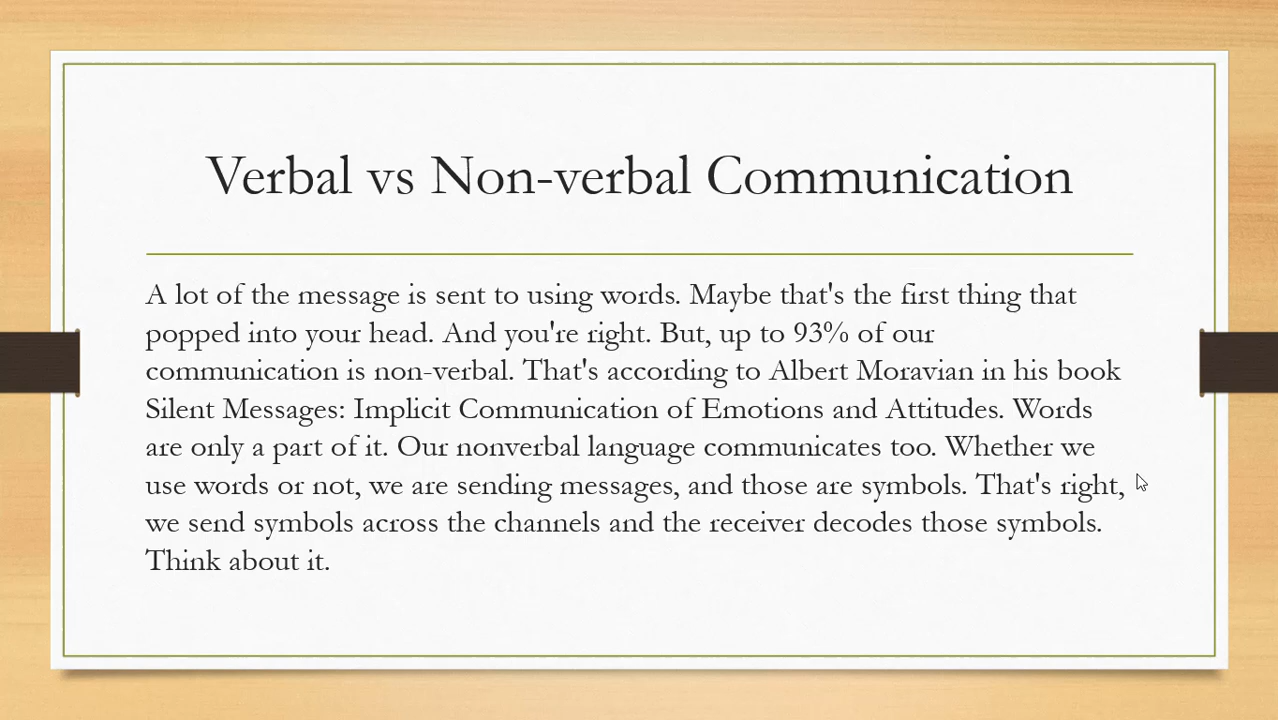 Verbal vs Non-verbal Communication
A lot of the message is sent to using words. Maybe that's the first thing that
popped into your head. And you're right. But, up to 93% of our
communication is non-verbal. That's according to Albert Moravian in his book
Silent Messages: Implicit Communication of Emotions and Attitudes. Words
are only a part of it. Our nonverbal language communicates too. Whether we
use words or not, we are sending messages, and those are symbols. That's right,
we send symbols across the channels and the receiver decodes those symbols.
Think about it.